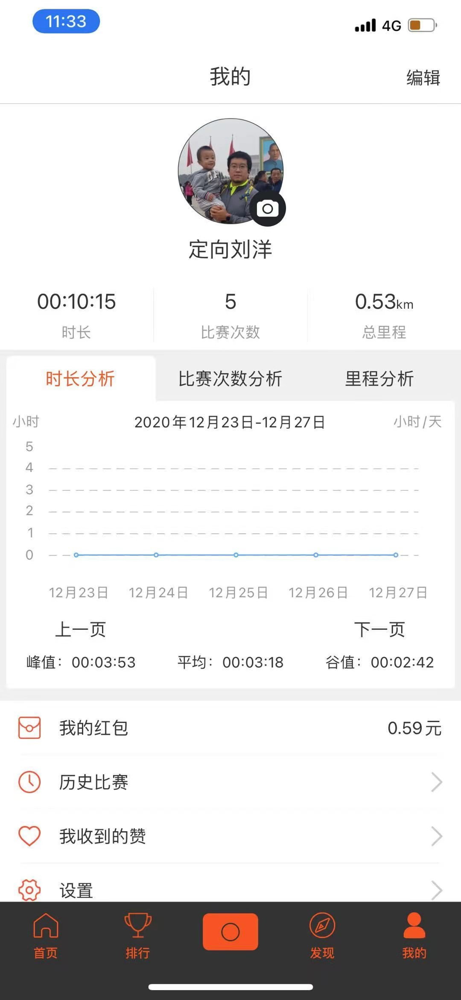 11:33 4G
我的 编辑
定向刘洋
00:10:15 5 0.53km
时长 比赛次数 总里程
时长分析 比赛次数分析 里程分析
小时 2020年12月23日-12月27日 小时/天
5
4
3
2
1
0
12月23日 12月24日 12月25日 12月26日 12月27日
上一页 下一页
峰值：00:03:53 平均：00:03:18 谷值：00:02:42
我的红包 0.59元
历史比赛
我收到的赞
设置
首页 排行 发现 我的